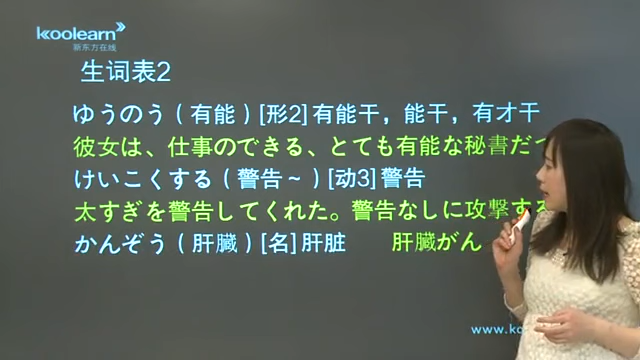 koolearn
新东方在线
生词表2
ゆうのう（有能）[形2]有能干，能干，有才干
彼女は、仕事のできる、とても有能な秘書だ
けいこくする（警告～）[动3]警告
太すぎを警告してくれた。警告なしに攻撃する
かんぞう（肝臓）[名]肝脏 肝臓がん
www.ko